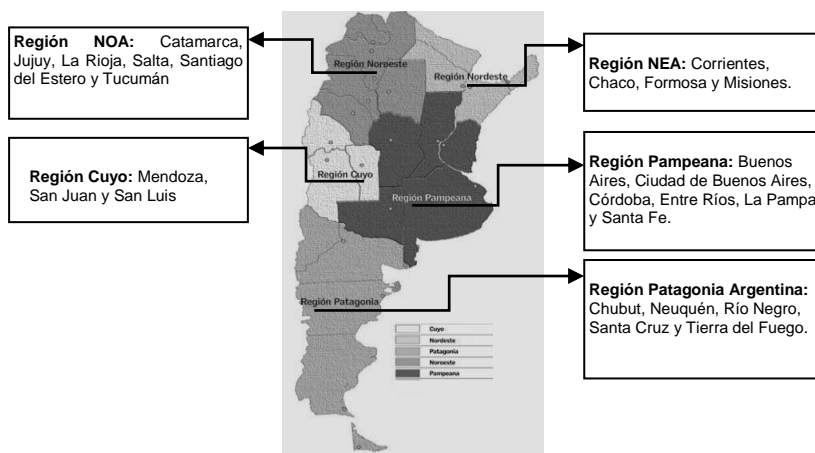 Región NOA: Catamarca,
Jujuy, La Rioja, Salta, Santiago
del Estero y Tucumán
Región Cuyo: Mendoza,
San Juan y San Luis
Región Noroeste
Región Nordeste
Región Cuyo
Región Pampeana
Región Patagonia
Cuyo
Nordeste
Patagonia
Noroeste
Pampeana
Región NEA: Corrientes,
Chaco, Formosa y Misiones.
Región Pampeana: Buenos
Aires, Ciudad de Buenos Aires,
Córdoba, Entre Ríos, La Pampa
y Santa Fe.
Región Patagonia Argentina:
Chubut, Neuquén, Río Negro,
Santa Cruz y Tierra del Fuego.